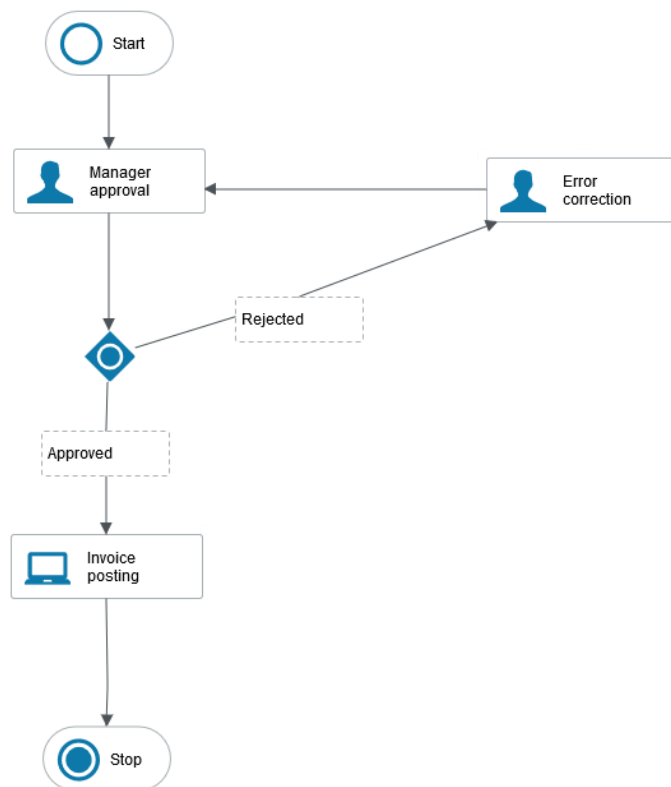 Start
Manager
approval
Error
correction
Rejected
Approved
Invoice
posting
Stop